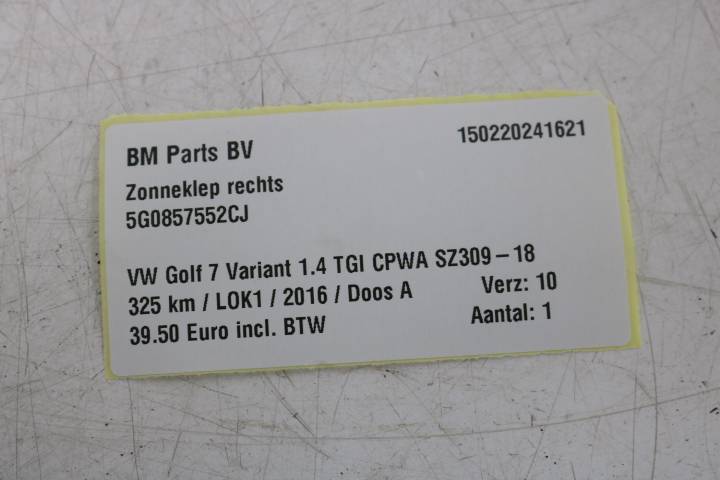 BM Parts BV 150220241621
Zonneklep rechts
5G0857552CJ
VW Golf 7 Variant 1.4 TGI CPWA SZ309-18
325 km / LOK1 / 2016 / Doos A Verz: 10
39.50 Euro incl. BTW Aantal: 1